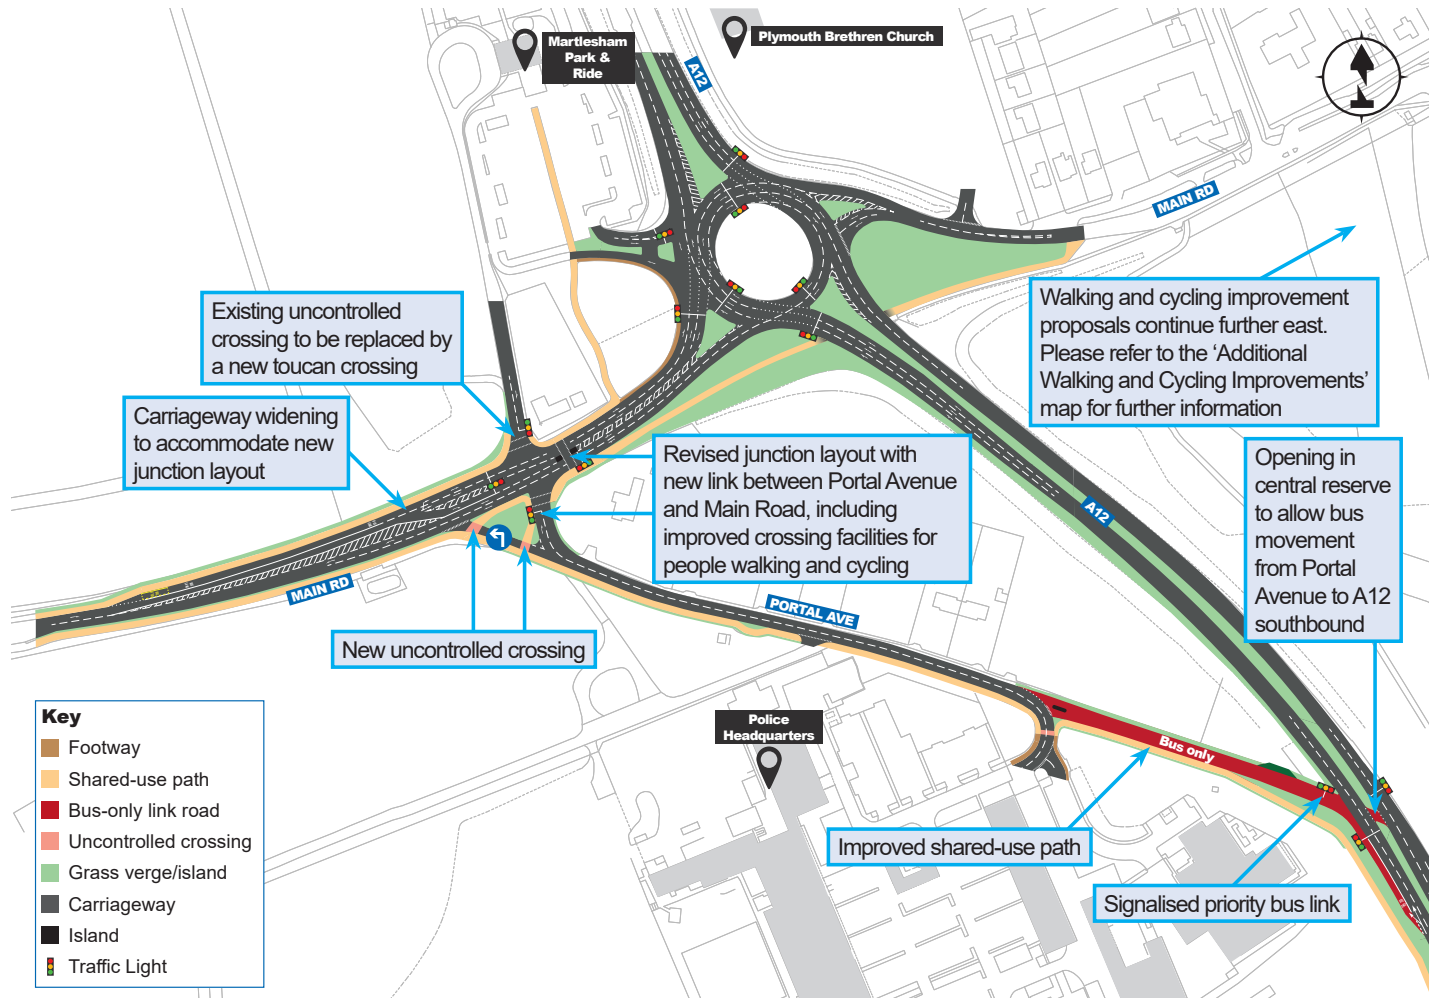 Martlesham
Park &
Ride
Plymouth Brethren Church
A12
MAIN RD
Existing uncontrolled
crossing to be replaced by
a new toucan crossing
Walking and cycling improvement
proposals continue further east.
Please refer to the ‘Additional
Walking and Cycling Improvements’
map for further information
Carriageway widening
to accommodate new
junction layout
Revised junction layout with
new link between Portal Avenue
and Main Road, including
improved crossing facilities for
people walking and cycling
Opening in
central reserve
to allow bus
movement
from Portal
Avenue to A12
southbound
A12
MAIN RD
PORTAL AVE
New uncontrolled crossing
Police
Headquarters
Bus only
Improved shared-use path
Signalised priority bus link
Key
Footway
Shared-use path
Bus-only link road
Uncontrolled crossing
Grass verge/island
Carriageway
Island
Traffic Light